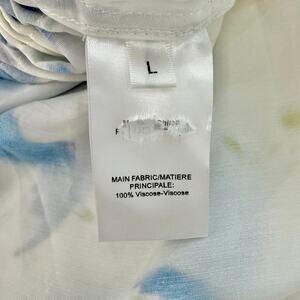 L
MAIN FABRIC/MATIERE
PRINCIPALE:
100% Viscose-Viscose